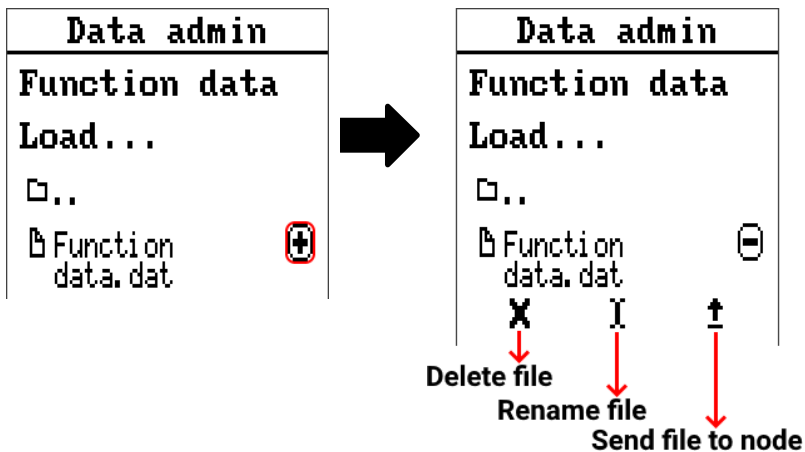 Data admin
Function data
Load...
..
Function
data.dat
Data admin
Function data
Load...
..
Function
data.dat
Delete file
Rename file
Send file to node